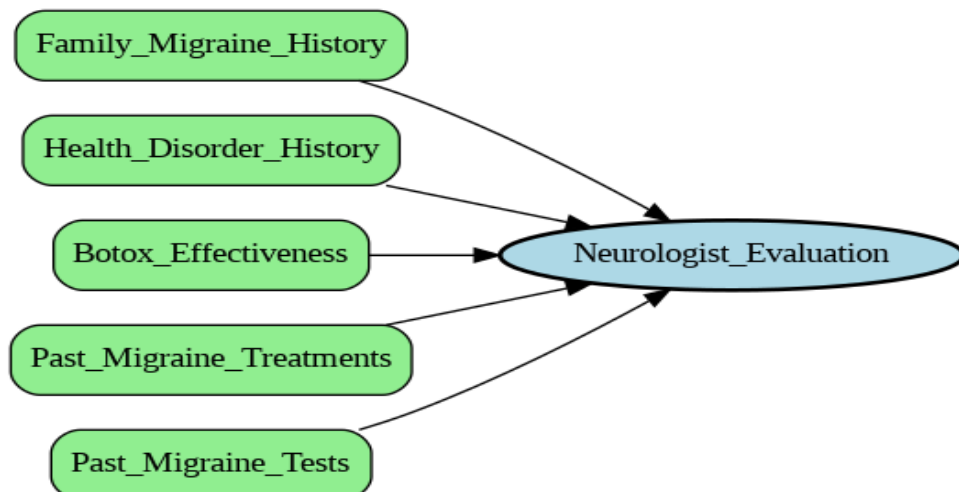 Family_Migraine_History
Health_Disorder_History
Botox_Effectiveness
Neurologist_Evaluation
Past_Migraine_Treatments
Past_Migraine_Tests